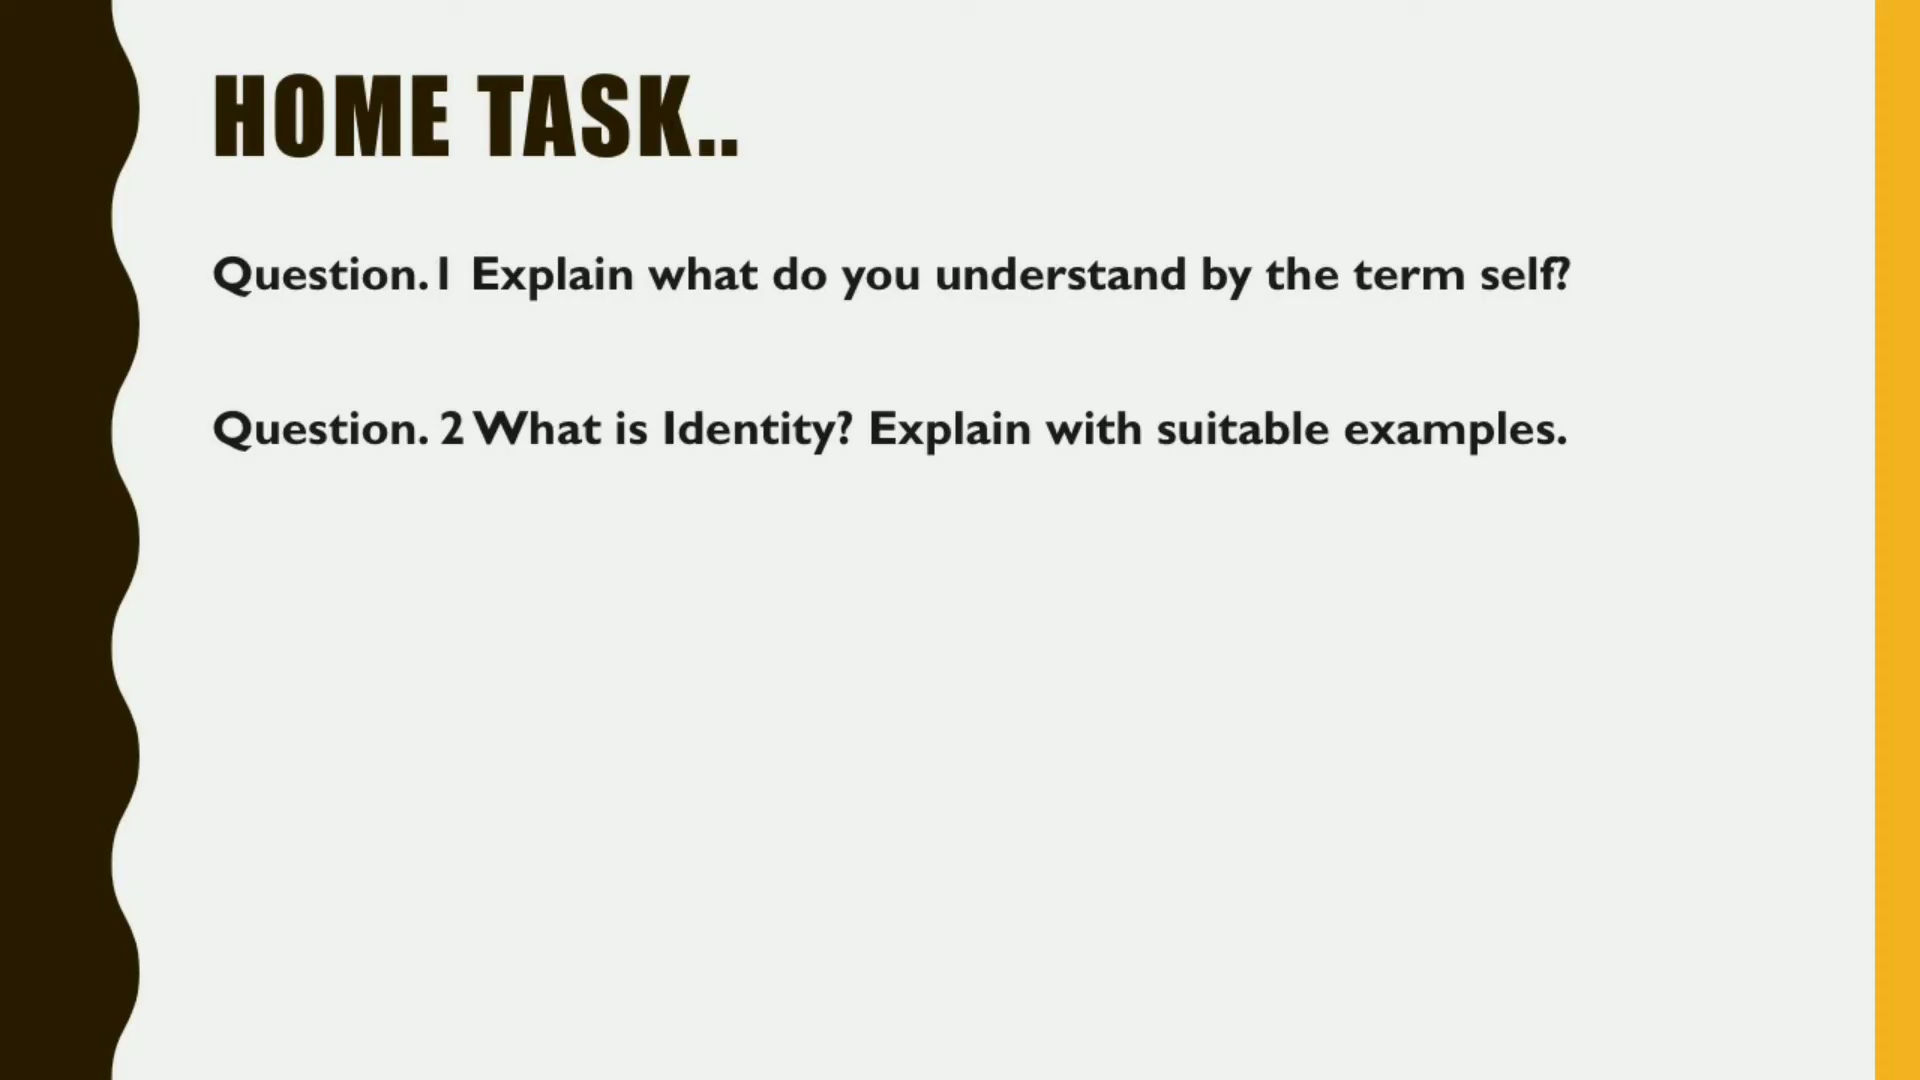 HOME TASK..
Question.1 Explain what do you understand by the term self?
Question. 2 What is Identity? Explain with suitable examples.